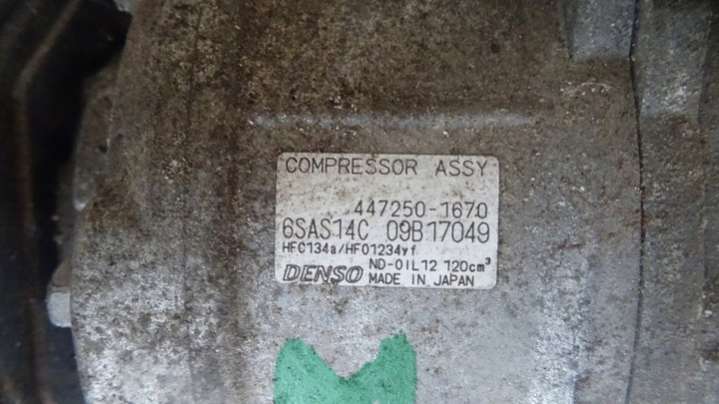 COMPRESSOR ASSY
447250-1670
6SAS14C 09B17049
HFC134a/HFO1234yf
ND-OIL12 120cm³
DENSO MADE IN JAPAN